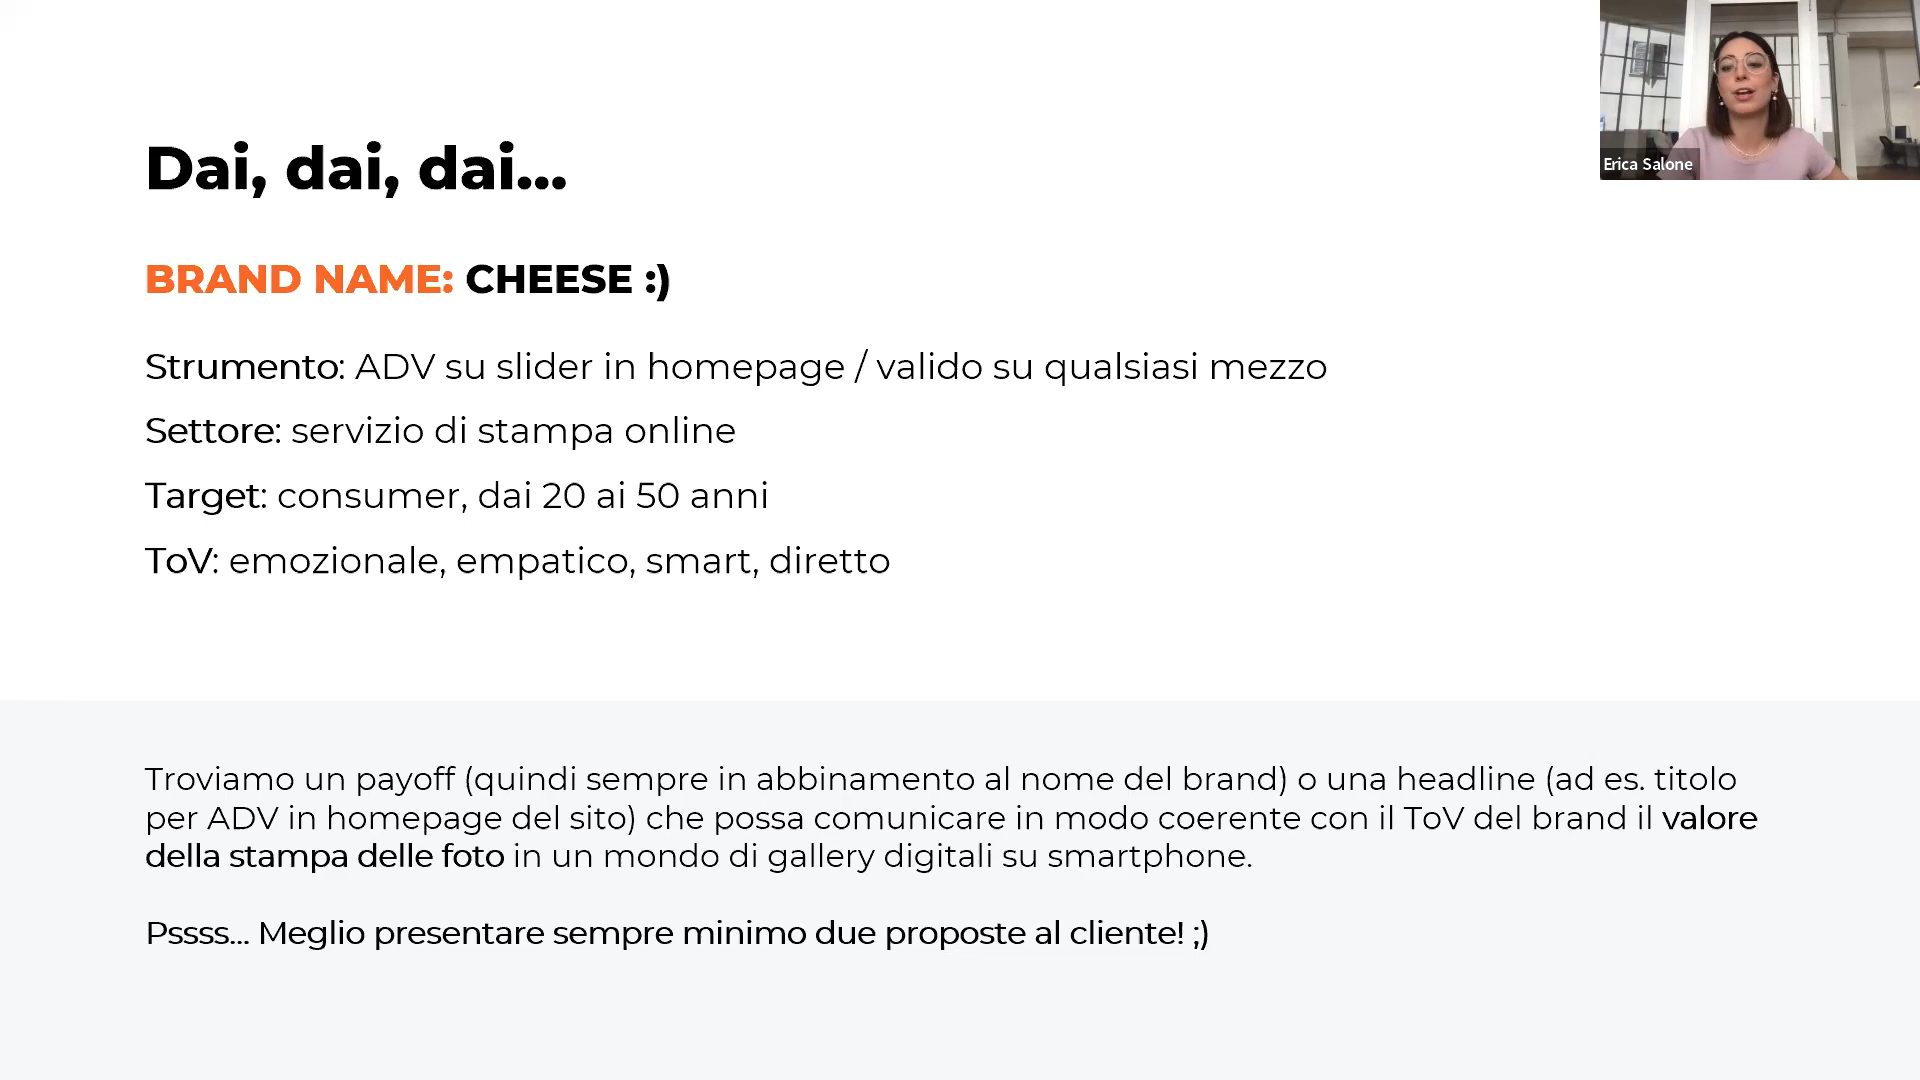 Dai, dai, dai...
BRAND NAME: CHEESE :)
Strumento: ADV su slider in homepage / valido su qualsiasi mezzo
Settore: servizio di stampa online
Target: consumer, dai 20 ai 50 anni
ToV: emozionale, empatico, smart, diretto
Troviamo un payoff (quindi sempre in abbinamento al nome del brand) o una headline (ad es. titolo
per ADV in homepage del sito) che possa comunicare in modo coerente con il ToV del brand il valore
della stampa delle foto in un mondo di gallery digitali su smartphone.
Pssss... Meglio presentare sempre minimo due proposte al cliente! ;)
Erica Salone